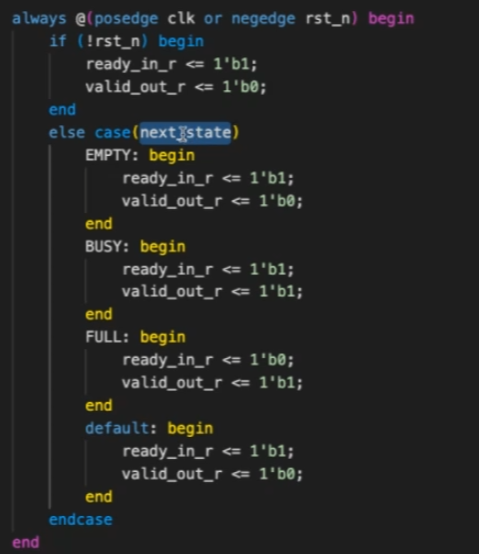 always @(posedge clk or negedge rst_n) begin
    if (!rst_n) begin
        ready_in_r <= 1'b1;
        valid_out_r <= 1'b0;
    end
    else case(next_state)
        EMPTY: begin
            ready_in_r <= 1'b1;
            valid_out_r <= 1'b0;
        end
        BUSY: begin
            ready_in_r <= 1'b1;
            valid_out_r <= 1'b1;
        end
        FULL: begin
            ready_in_r <= 1'b0;
            valid_out_r <= 1'b1;
        end
        default: begin
            ready_in_r <= 1'b1;
            valid_out_r <= 1'b0;
        end
    endcase
end